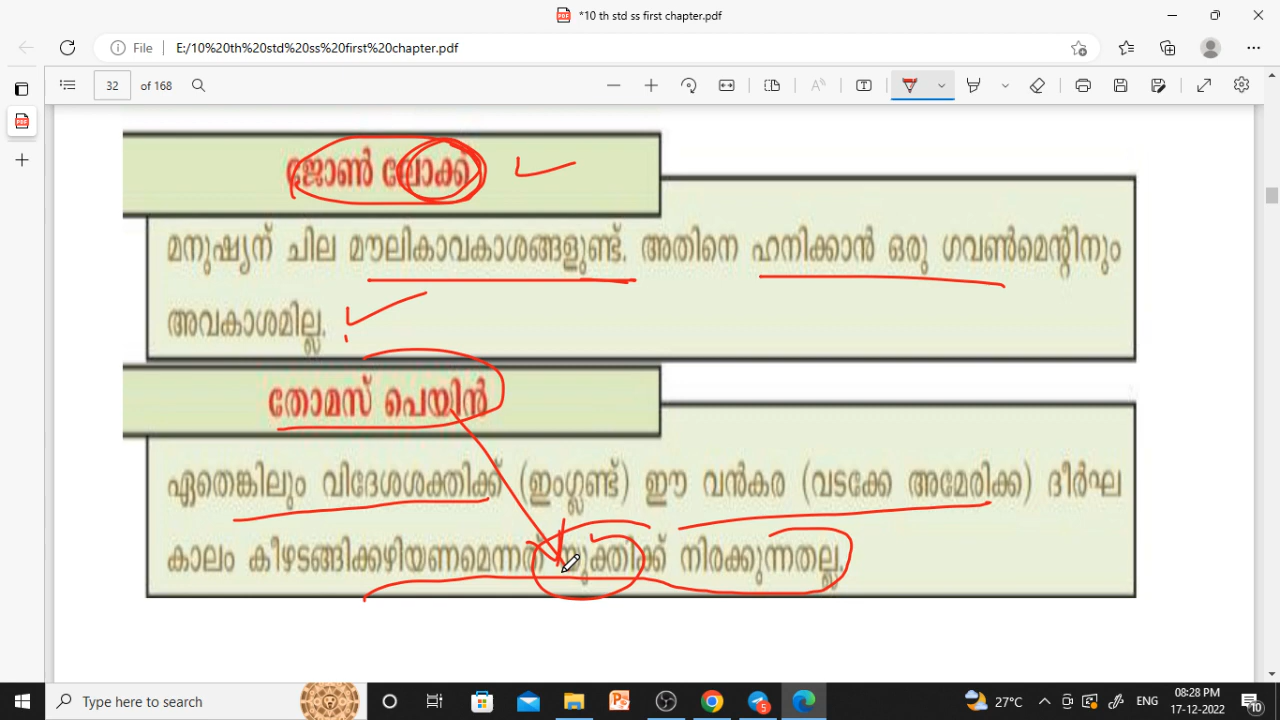 *10 th std ss first chapter.pdf
File E:/10%20th%20std%20ss%20first%20chapter.pdf
32 of 168
ജോൺ ലോക്ക്
മനുഷ്യന് ചില മൗലികാവകാശങ്ങളുണ്ട്. അതിനെ ഹനിക്കാൻ ഒരു ഗവൺമെന്റിനും
അവകാശമില്ല.
തോമസ് പെയിൻ
ഏതെങ്കിലും വിദേശശക്തിക്ക് (ഇംഗ്ലണ്ട്) ഈ വൻകര (വടക്കേ അമേരിക്ക) ദീർഘ
കാലം കീഴടങ്ങിക്കഴിയണമെന്നത് യുക്തിക്ക് നിരക്കുന്നതല്ല.
Type here to search
27°C ENG 08:28 PM
17-12-2022